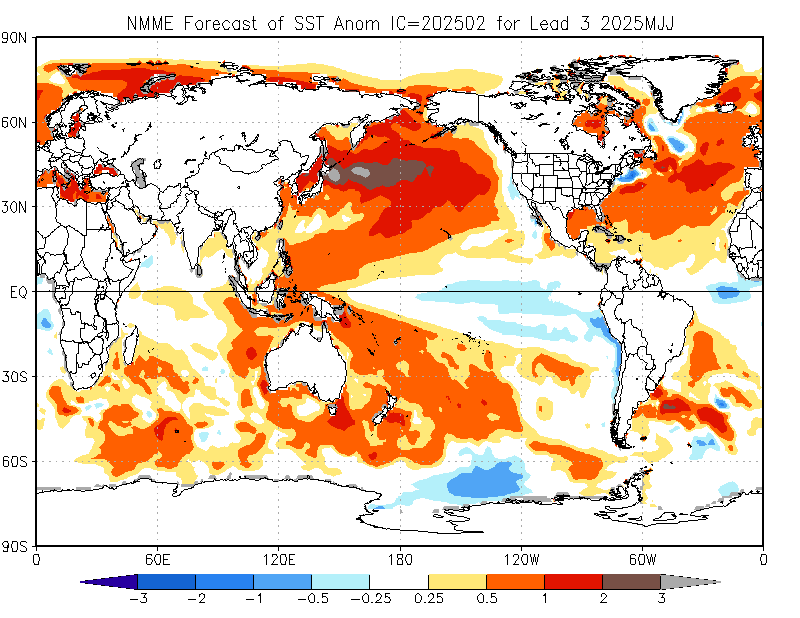 NMME Forecast of SST Anom IC=202502 for Lead 3 2025MJJ
90N
60N
30N
EQ
30S
60S
90S
0 60E 120E 180 120W 60W 0
-3 -2 -1 -0.5 -0.25 0.25 0.5 1 2 3